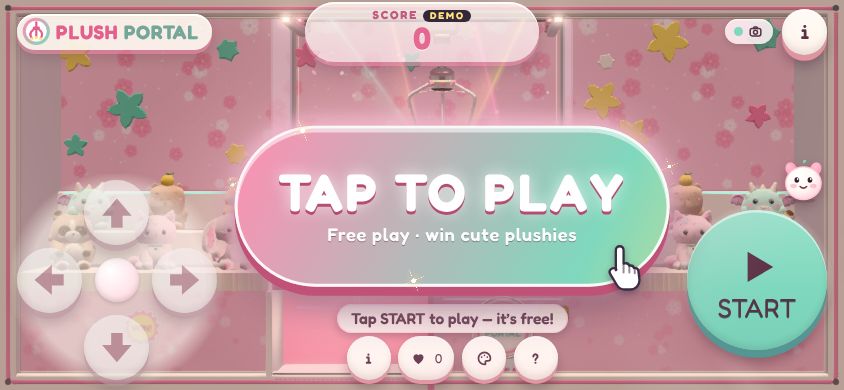 PLUSH PORTAL
SCORE DEMO
0
i
TAP TO PLAY
Free play · win cute plushies
START
Tap START to play — it's free!
i
0
?